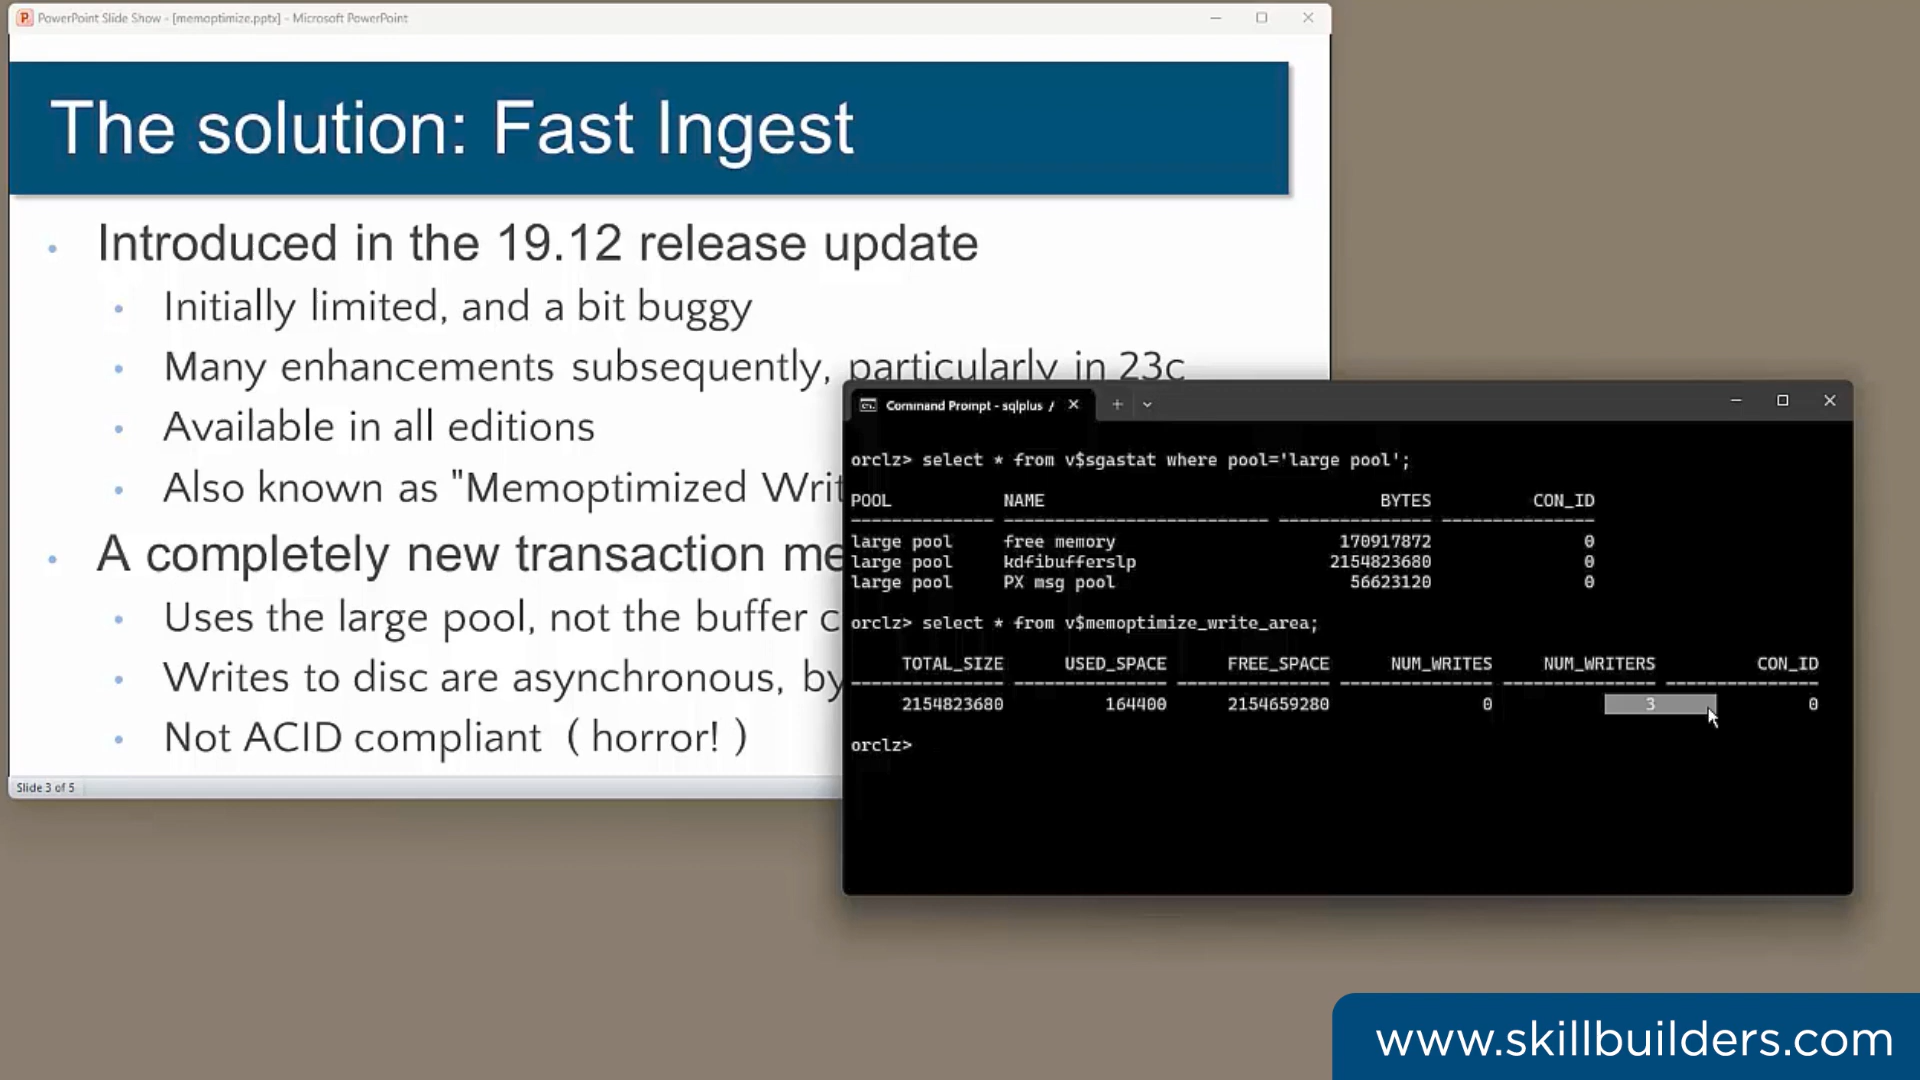 PowerPoint Slide Show - [memoptimize.pptx] - Microsoft PowerPoint
The solution: Fast Ingest
• Introduced in the 19.12 release update
• Initially limited, and a bit buggy
• Many enhancements subsequently, particularly in 23c
• Available in all editions
• Also known as "Memoptimized Writ
• A completely new transaction me
• Uses the large pool, not the buffer c
• Writes to disc are asynchronous, by
• Not ACID compliant ( horror! )
Slide 3 of 5
Command Prompt - sqlplus /
orclz> select * from v$sgastat where pool='large pool';
POOL NAME BYTES CON_ID
large pool free memory 170917872 0
large pool kdfibufferslp 2154823680 0
large pool PX msg pool 56623120 0
orclz> select * from v$memoptimize_write_area;
TOTAL_SIZE USED_SPACE FREE_SPACE NUM_WRITES NUM_WRITERS CON_ID
2154823680 164400 2154659280 0 3 0
orclz>
www.skillbuilders.com